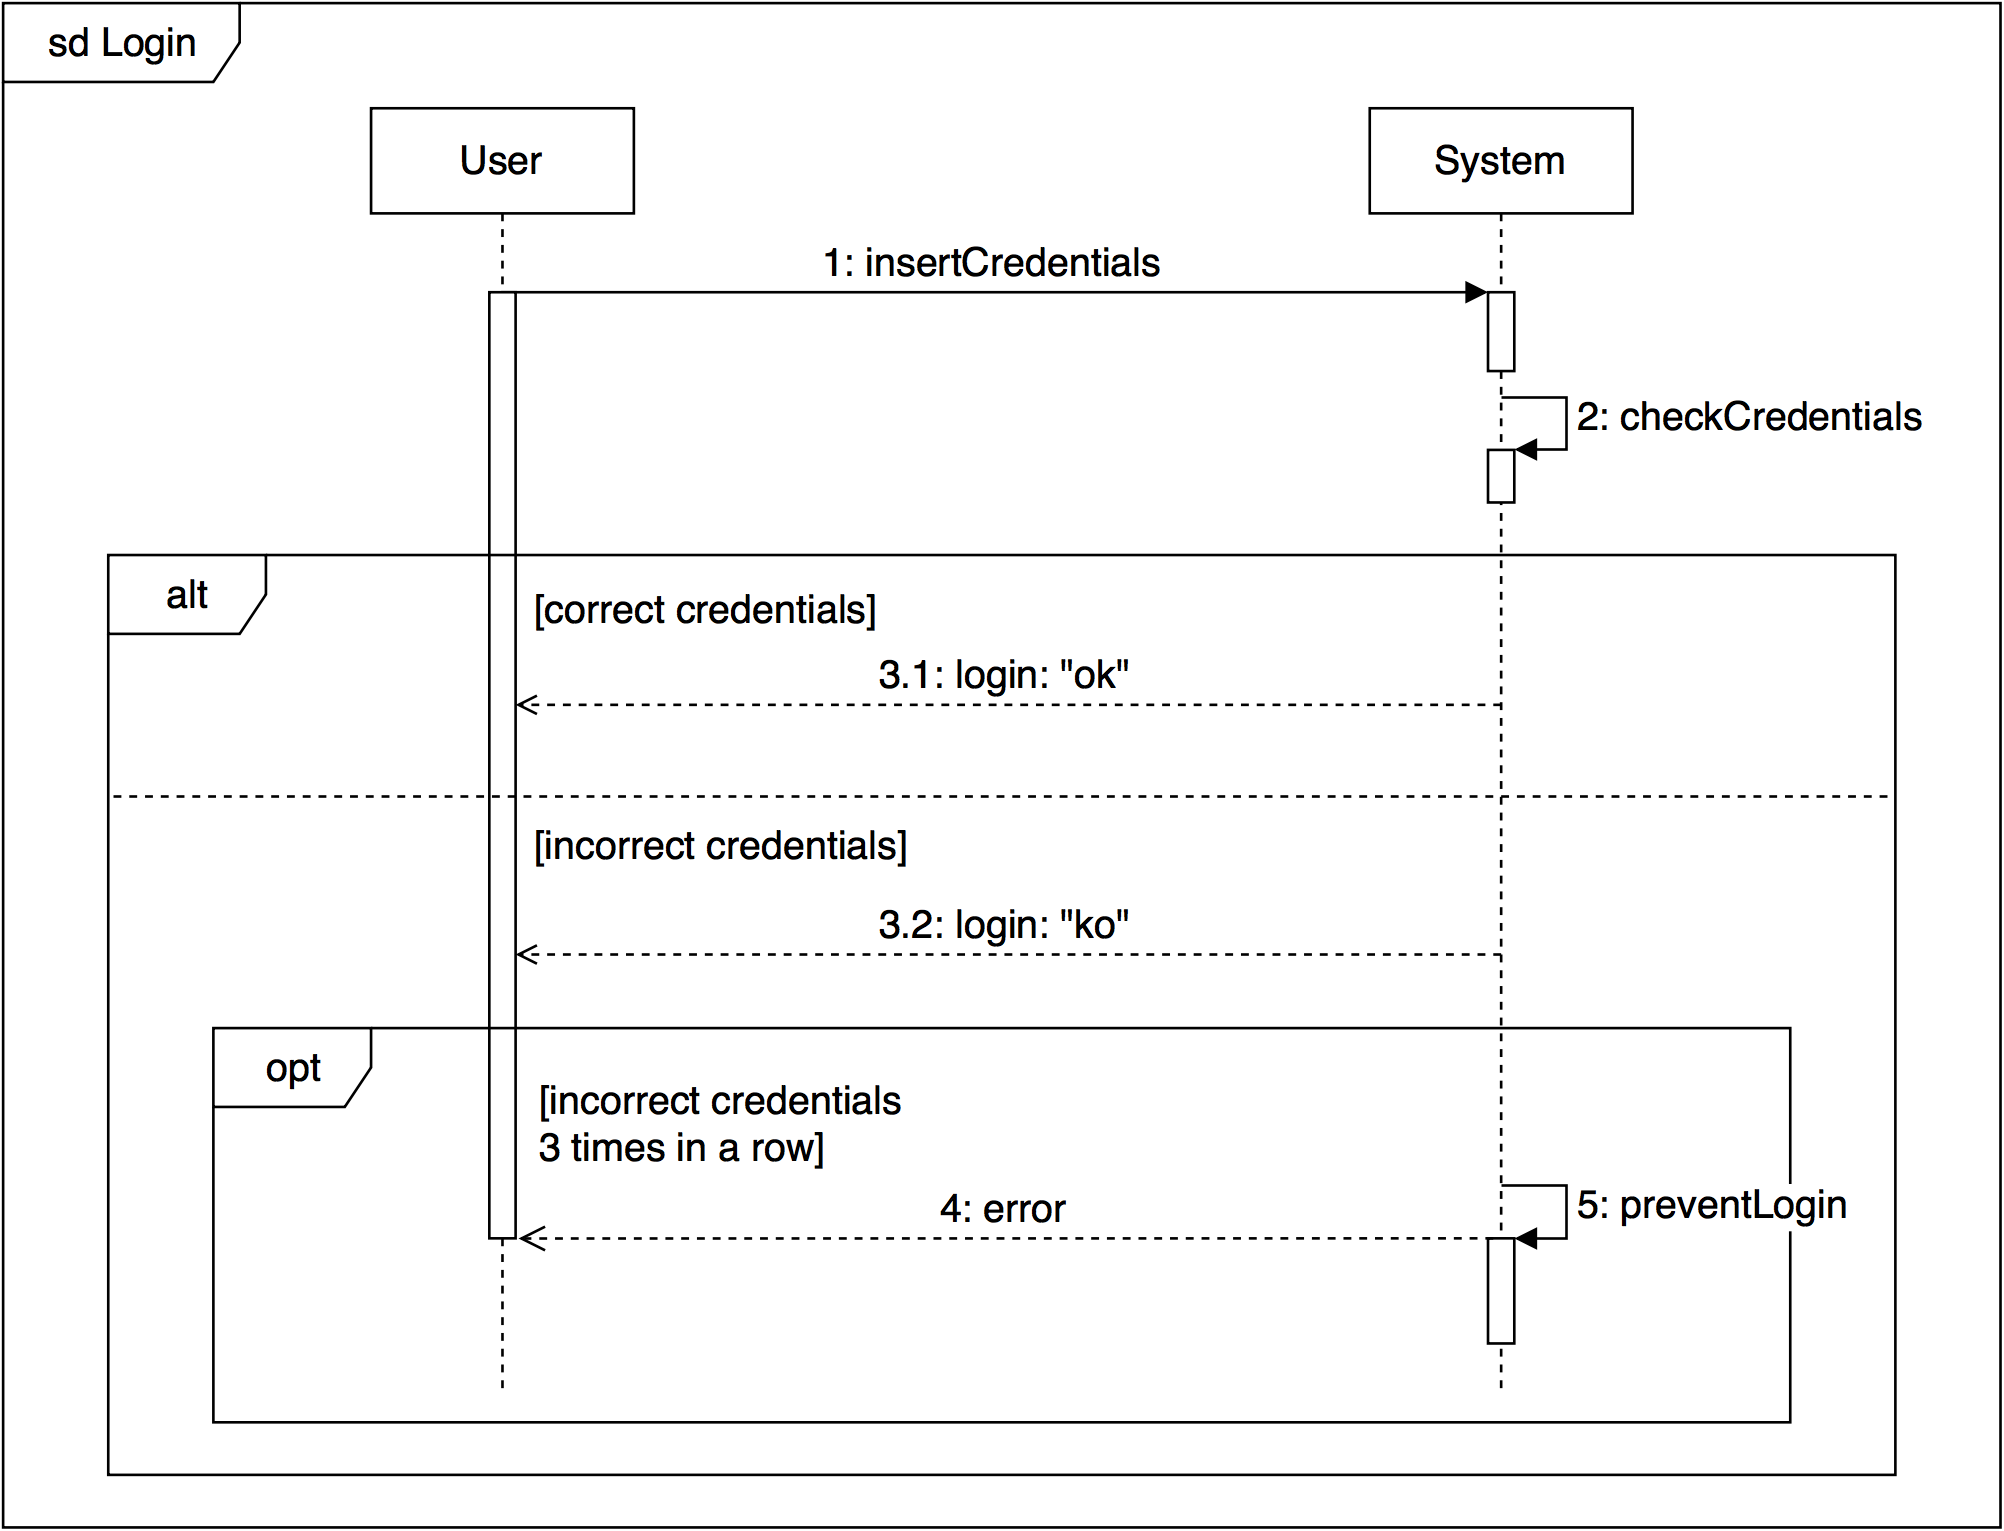 sd Login
User
System
1: insertCredentials
2: checkCredentials
alt
[correct credentials]
3.1: login: "ok"
[incorrect credentials]
3.2: login: "ko"
opt
[incorrect credentials
3 times in a row]
4: error
5: preventLogin